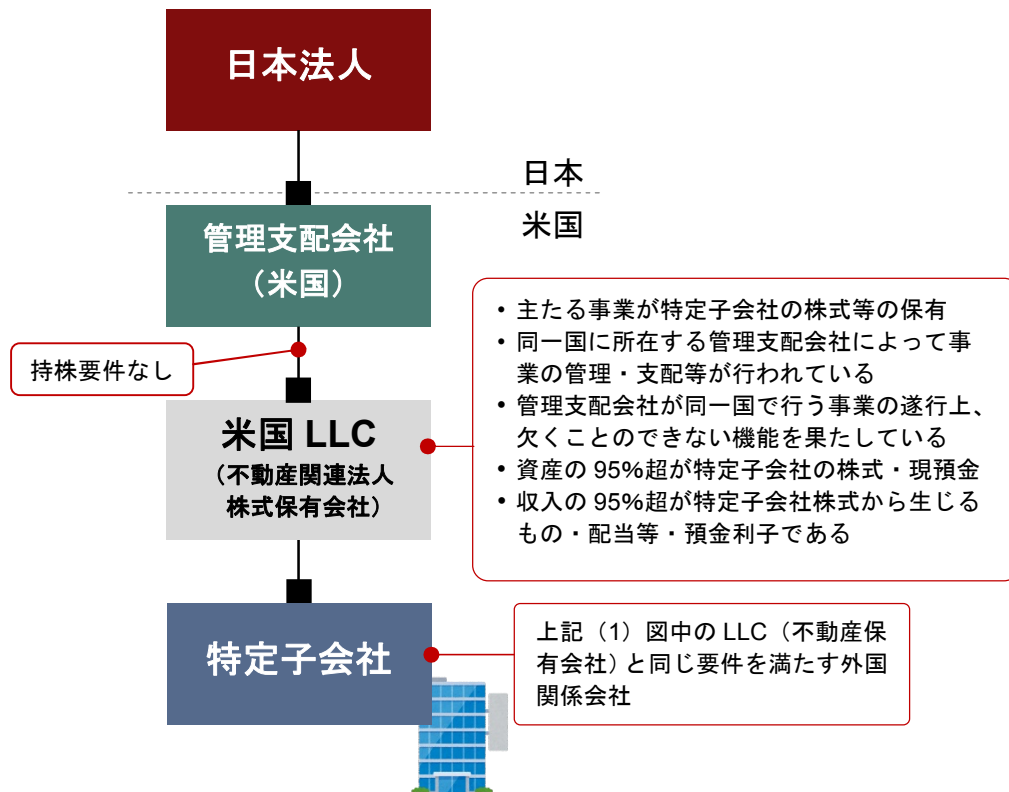 日本法人
日本
米国
管理支配会社
（米国）
持株要件なし
米国 LLC
（不動産関連法人
株式保有会社）
• 主たる事業が特定子会社の株式等の保有
• 同一国に所在する管理支配会社によって事
業の管理・支配等が行われている
• 管理支配会社が同一国で行う事業の遂行上、
欠くことのできない機能を果たしている
• 資産の 95%超が特定子会社の株式・現預金
• 収入の 95%超が特定子会社株式から生じる
もの・配当等・預金利子である
特定子会社
上記（1）図中の LLC（不動産保
有会社）と同じ要件を満たす外国
関係会社